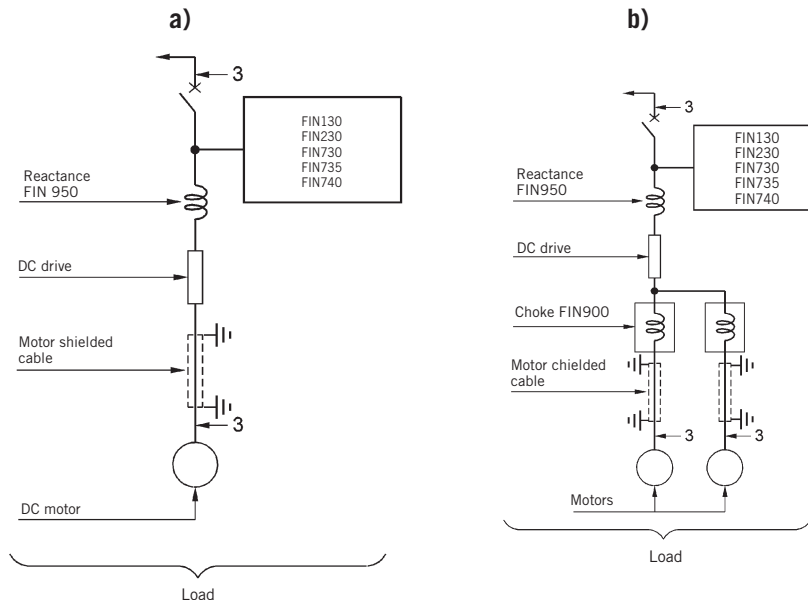 a)
3
FIN130
FIN230
FIN730
FIN735
FIN740
Reactance
FIN 950
DC drive
Motor shielded
cable
3
DC motor
Load
b)
3
FIN130
FIN230
FIN730
FIN735
FIN740
Reactance
FIN950
DC drive
Choke FIN900
Motor chielded
cable
3
3
Motors
Load